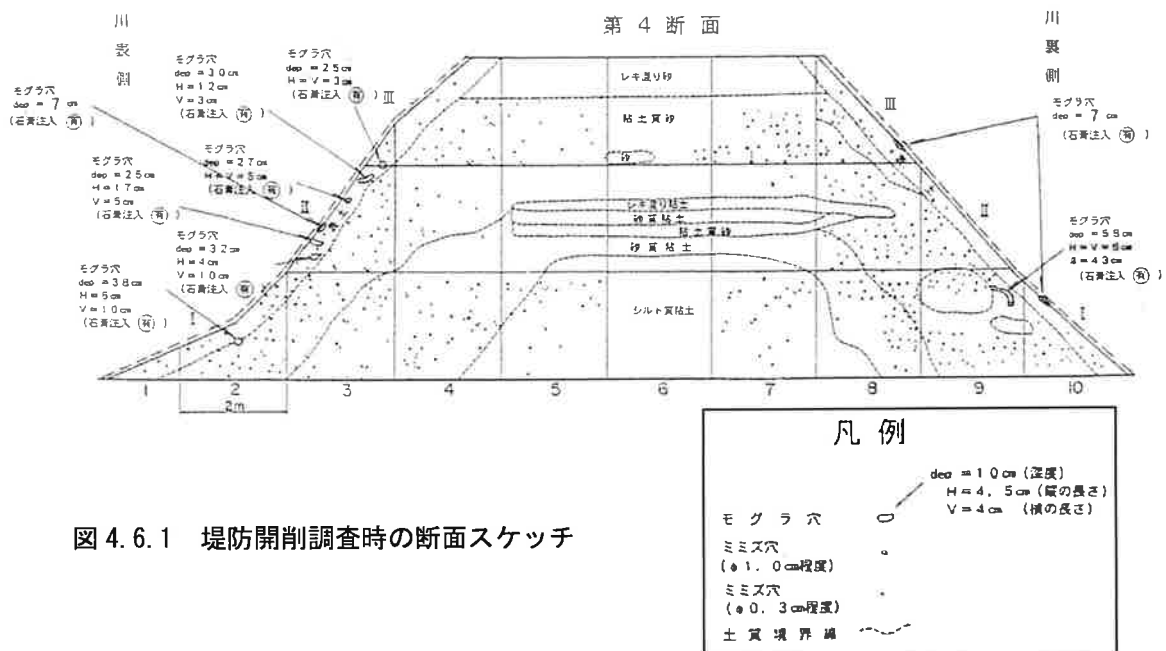 第4断面
川表側
川裏側
モグラ穴
dep=7cm
(石膏注入 有)
モグラ穴
dep=30cm
H=12cm
V=3cm
(石膏注入 有)
モグラ穴
dep=25cm
H=V=3cm
(石膏注入 有)
モグラ穴
dep=25cm
H=17cm
V=5cm
(石膏注入 有)
モグラ穴
dep=27cm
H=V=5cm
(石膏注入 有)
モグラ穴
dep=32cm
H=4cm
V=10cm
(石膏注入 有)
モグラ穴
dep=38cm
H=5cm
V=10cm
(石膏注入 有)
モグラ穴
dep=7cm
(石膏注入 有)
モグラ穴
(石膏注入 有)
III
II
I
III
II
I
レキ混り砂
粘土質砂
砂
レキ混り粘土
砂質粘土
粘土質砂
砂質粘土
シルト質粘土
1 2 3 4 5 6 7 8 9 10
2m
図4.6.1 堤防開削調査時の断面スケッチ
凡例
dep=10cm(深度)
H=4.5cm(縦の長さ)
V=4cm (横の長さ)
モグラ穴
ミミズ穴
(φ1.0cm程度)
ミミズ穴
(φ0.3cm程度)
土質境界線